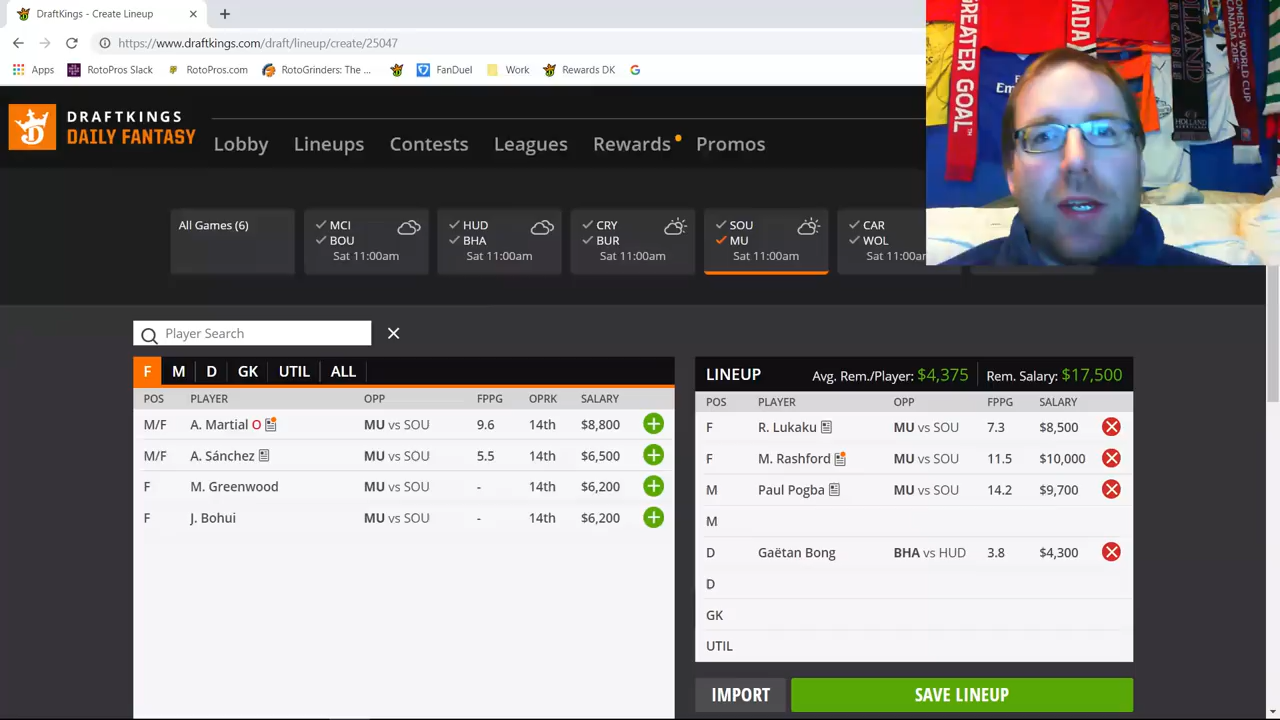 DraftKings - Create Lineup
https://www.draftkings.com/draft/lineup/create/25047
Apps RotoPros Slack RotoPros.com RotoGrinders: The ... FanDuel Work Rewards DK
DRAFTKINGS
DAILY FANTASY
Lobby Lineups Contests Leagues Rewards Promos
All Games (6)
MCI
BOU
Sat 11:00am
HUD
BHA
Sat 11:00am
CRY
BUR
Sat 11:00am
SOU
MU
Sat 11:00am
CAR
WOL
Sat 11:00am
Player Search
F M D GK UTIL ALL
POS PLAYER OPP FPPG OPRK SALARY
M/F A. Martial O MU vs SOU 9.6 14th $8,800
M/F A. Sánchez MU vs SOU 5.5 14th $6,500
F M. Greenwood MU vs SOU - 14th $6,200
F J. Bohui MU vs SOU - 14th $6,200
LINEUP Avg. Rem./Player: $4,375 Rem. Salary: $17,500
POS PLAYER OPP FPPG SALARY
F R. Lukaku MU vs SOU 7.3 $8,500
F M. Rashford MU vs SOU 11.5 $10,000
M Paul Pogba MU vs SOU 14.2 $9,700
M
D Gaëtan Bong BHA vs HUD 3.8 $4,300
D
GK
UTIL
IMPORT SAVE LINEUP
GREATER GOAL